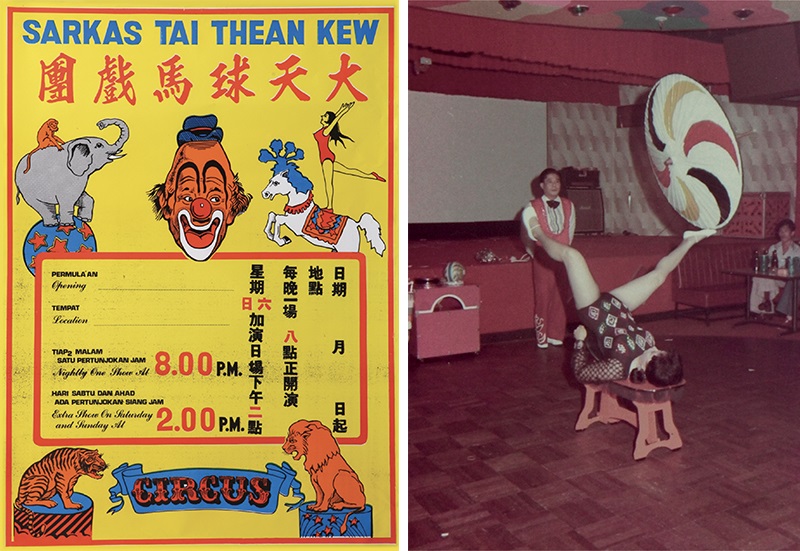 SARKAS TAI THEAN KEW
大天球馬戲團
PERMULA'AN
Opening
TEMPAT
Location
TIAP2 MALAM
SATU PERTUNJOKAN JAM
Nightly One Show At
8.00 P.M.
HARI SABTU DAN AHAD
ADA PERTUNJOKAN SIANG JAM
Extra Show On Saturday
and Sunday At
2.00 P.M.
日期 月 日起
地點
每晚一場 八點正開演
星期六日加演日場下午二點
CIRCUS